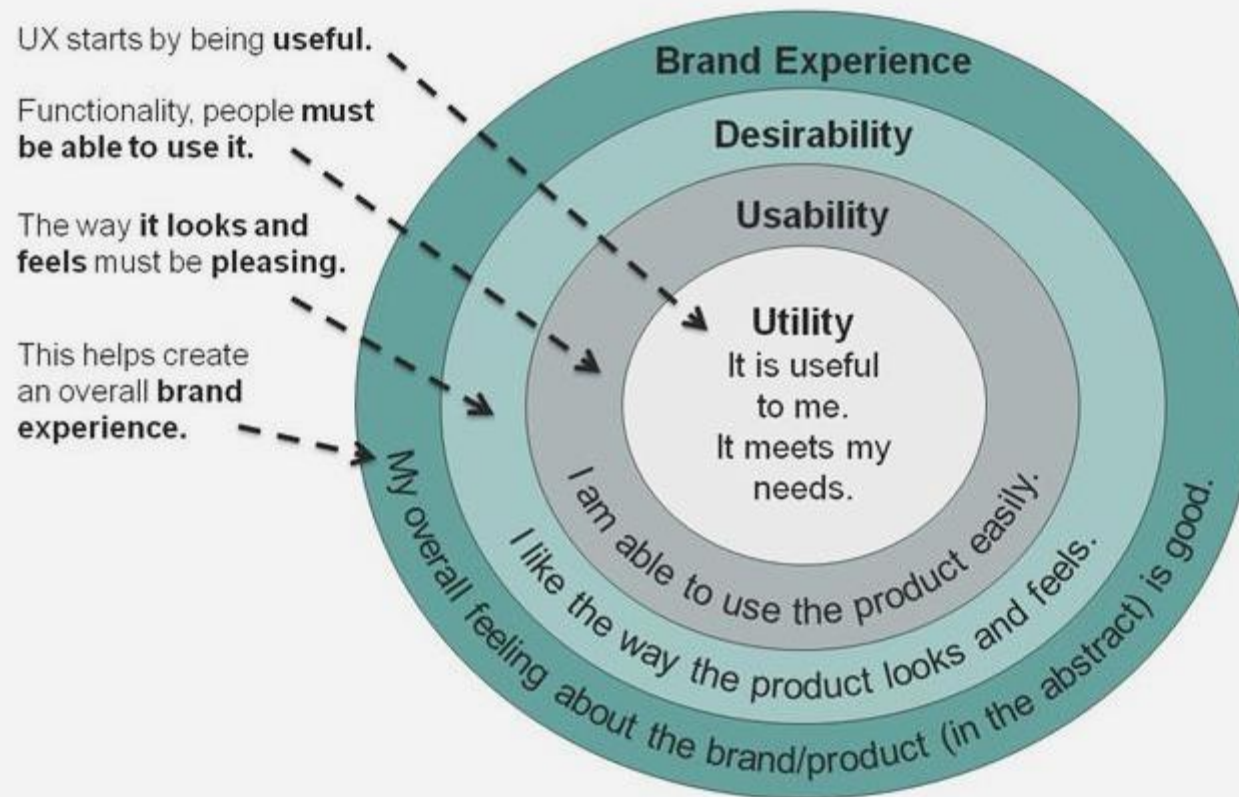 UX starts by being useful.
Functionality, people must
be able to use it.
The way it looks and
feels must be pleasing.
This helps create
an overall brand
experience.
Brand Experience
Desirability
Usability
Utility
It is useful
to me.
It meets my
needs.
I am able to use the product easily.
I like the way the product looks and feels.
My overall feeling about the brand/product (in the abstract) is good.